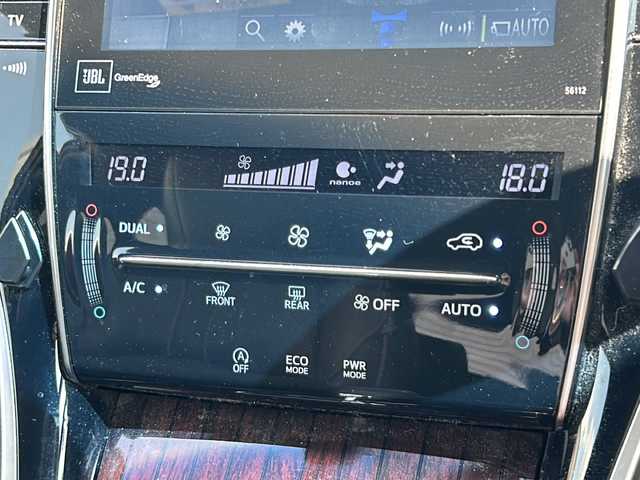 TV
AUTO
JBL GreenEdge
56112
19.0 nanoe 18.0
DUAL
A/C FRONT REAR OFF AUTO
A OFF
ECO MODE
PWR MODE